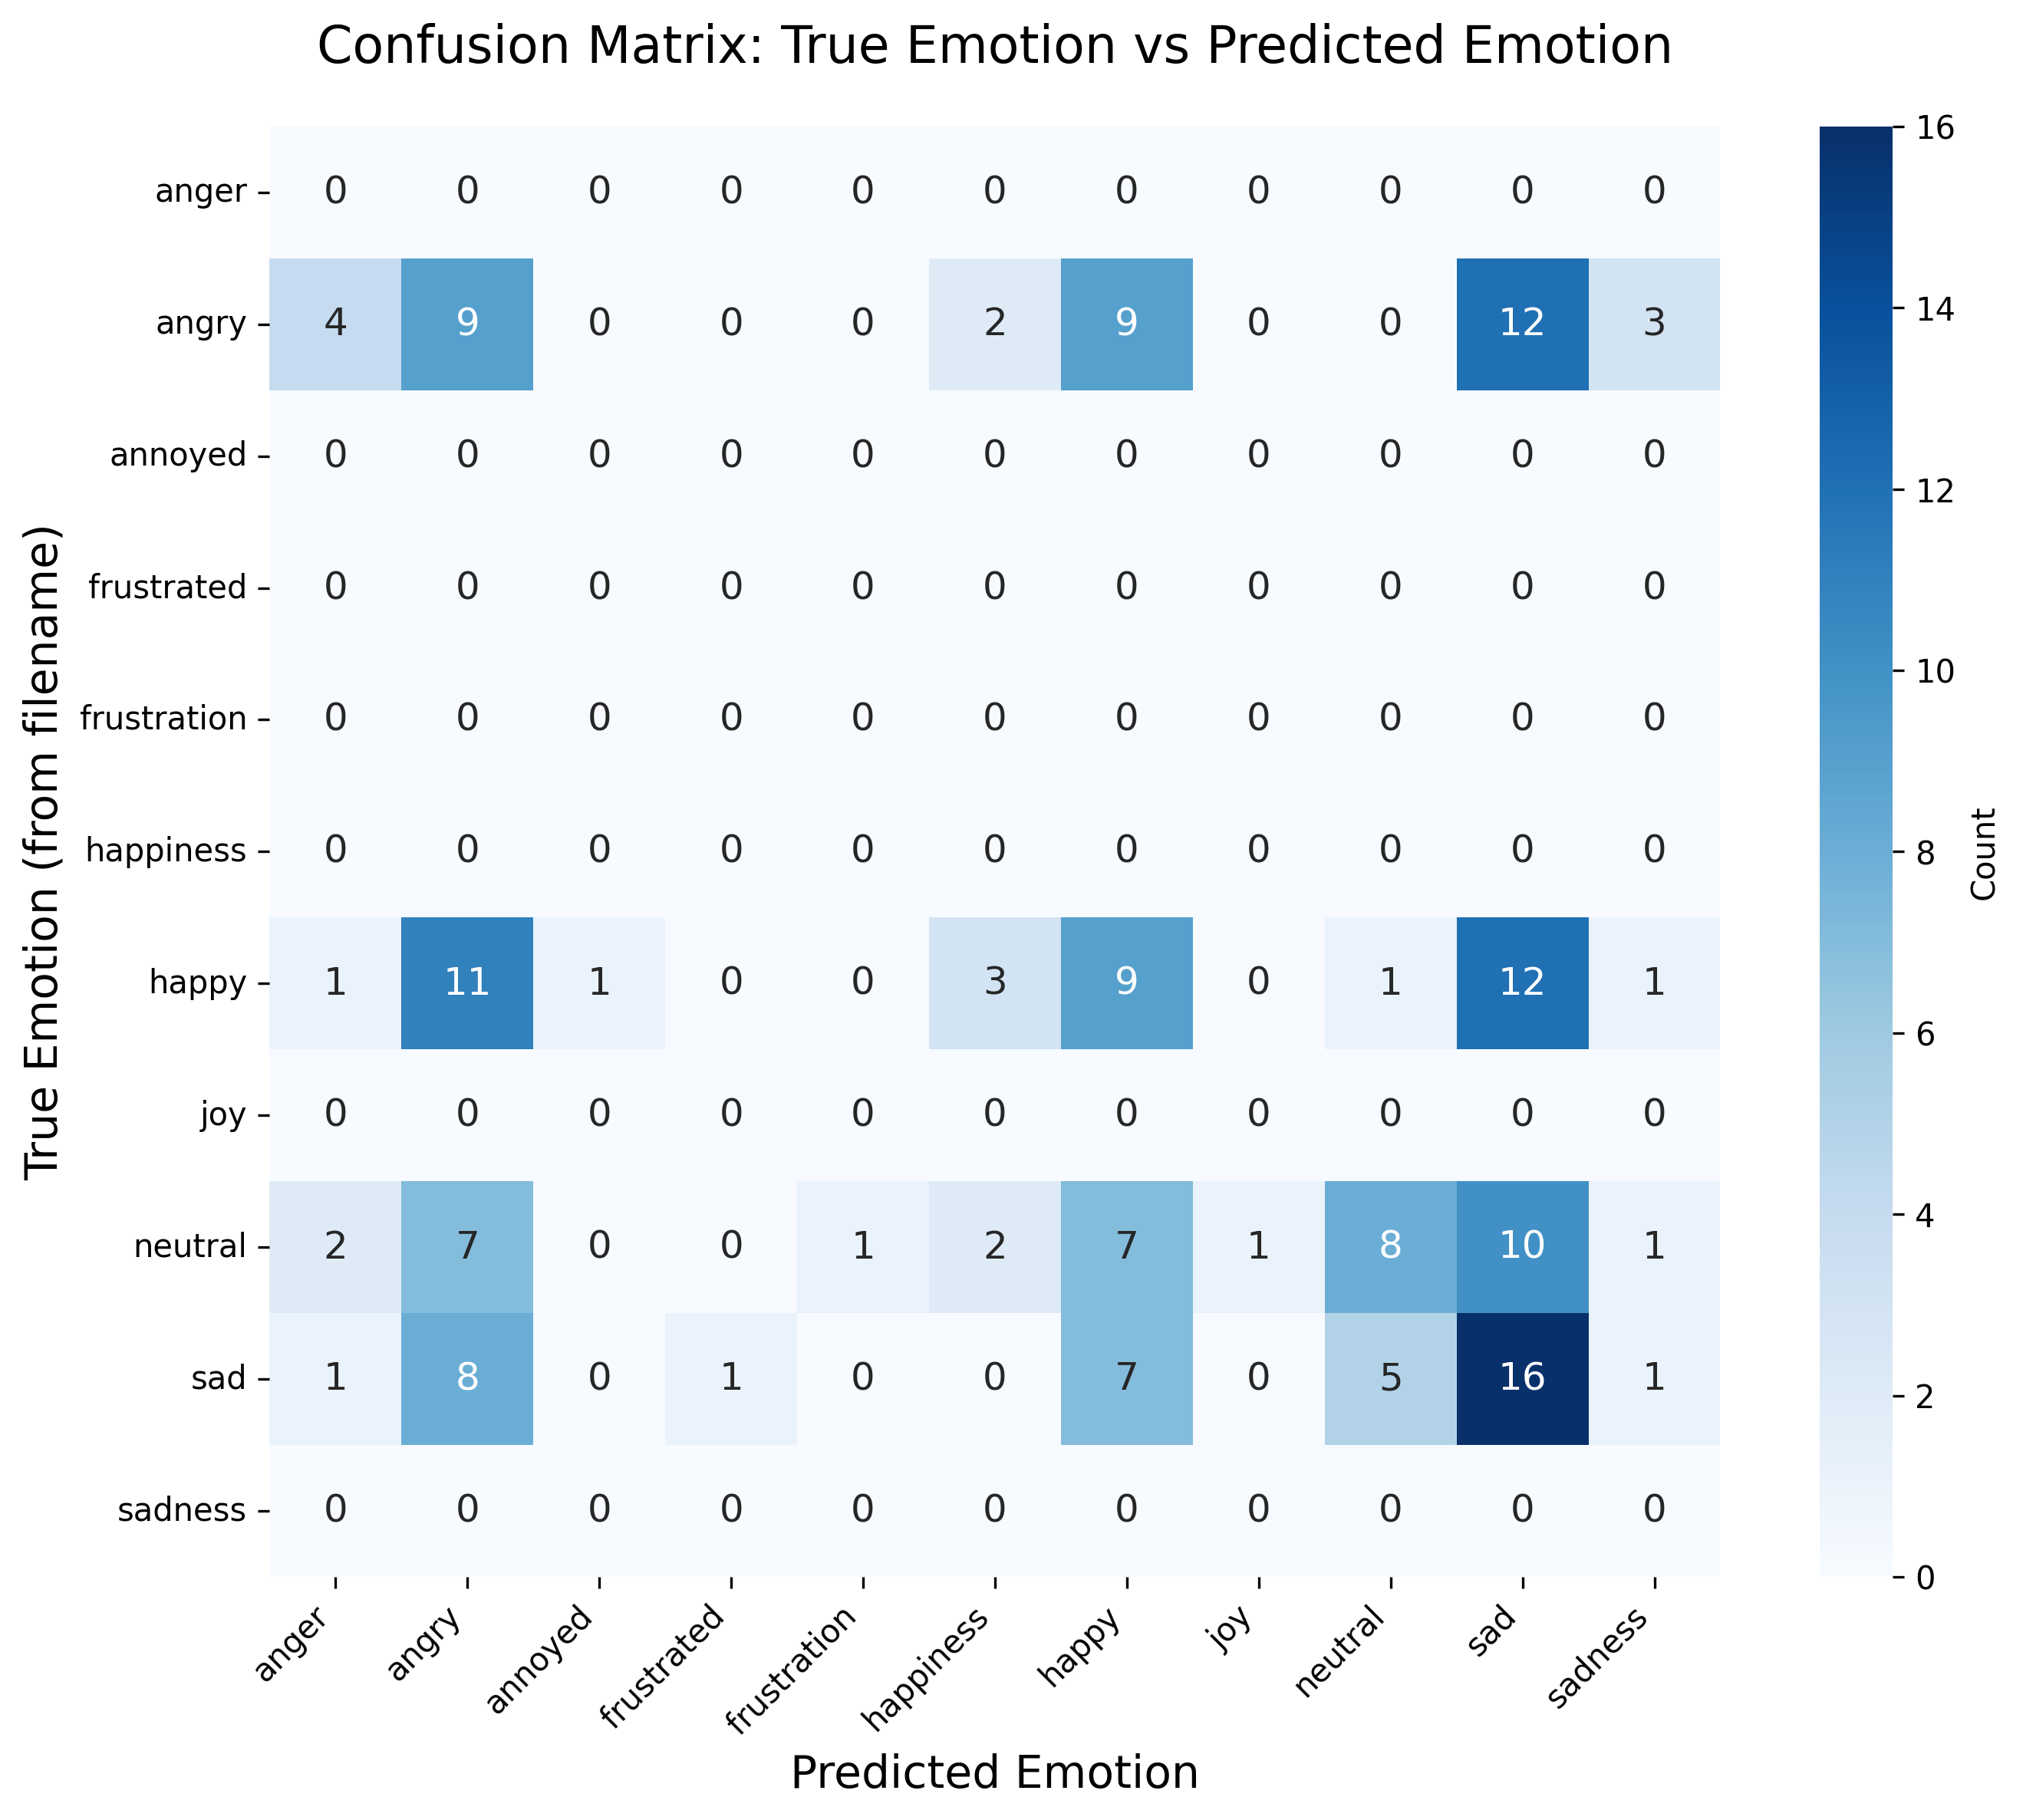 Confusion Matrix: True Emotion vs Predicted Emotion
True Emotion (from filename)
anger 0 0 0 0 0 0 0 0 0 0 0
angry 4 9 0 0 0 2 9 0 0 12 3
annoyed 0 0 0 0 0 0 0 0 0 0 0
frustrated 0 0 0 0 0 0 0 0 0 0 0
frustration 0 0 0 0 0 0 0 0 0 0 0
happiness 0 0 0 0 0 0 0 0 0 0 0
happy 1 11 1 0 0 3 9 0 1 12 1
joy 0 0 0 0 0 0 0 0 0 0 0
neutral 2 7 0 0 1 2 7 1 8 10 1
sad 1 8 0 1 0 0 7 0 5 16 1
sadness 0 0 0 0 0 0 0 0 0 0 0
anger angry annoyed frustrated frustration happiness happy joy neutral sad sadness
Predicted Emotion
16
14
12
10
8
6
4
2
0
Count